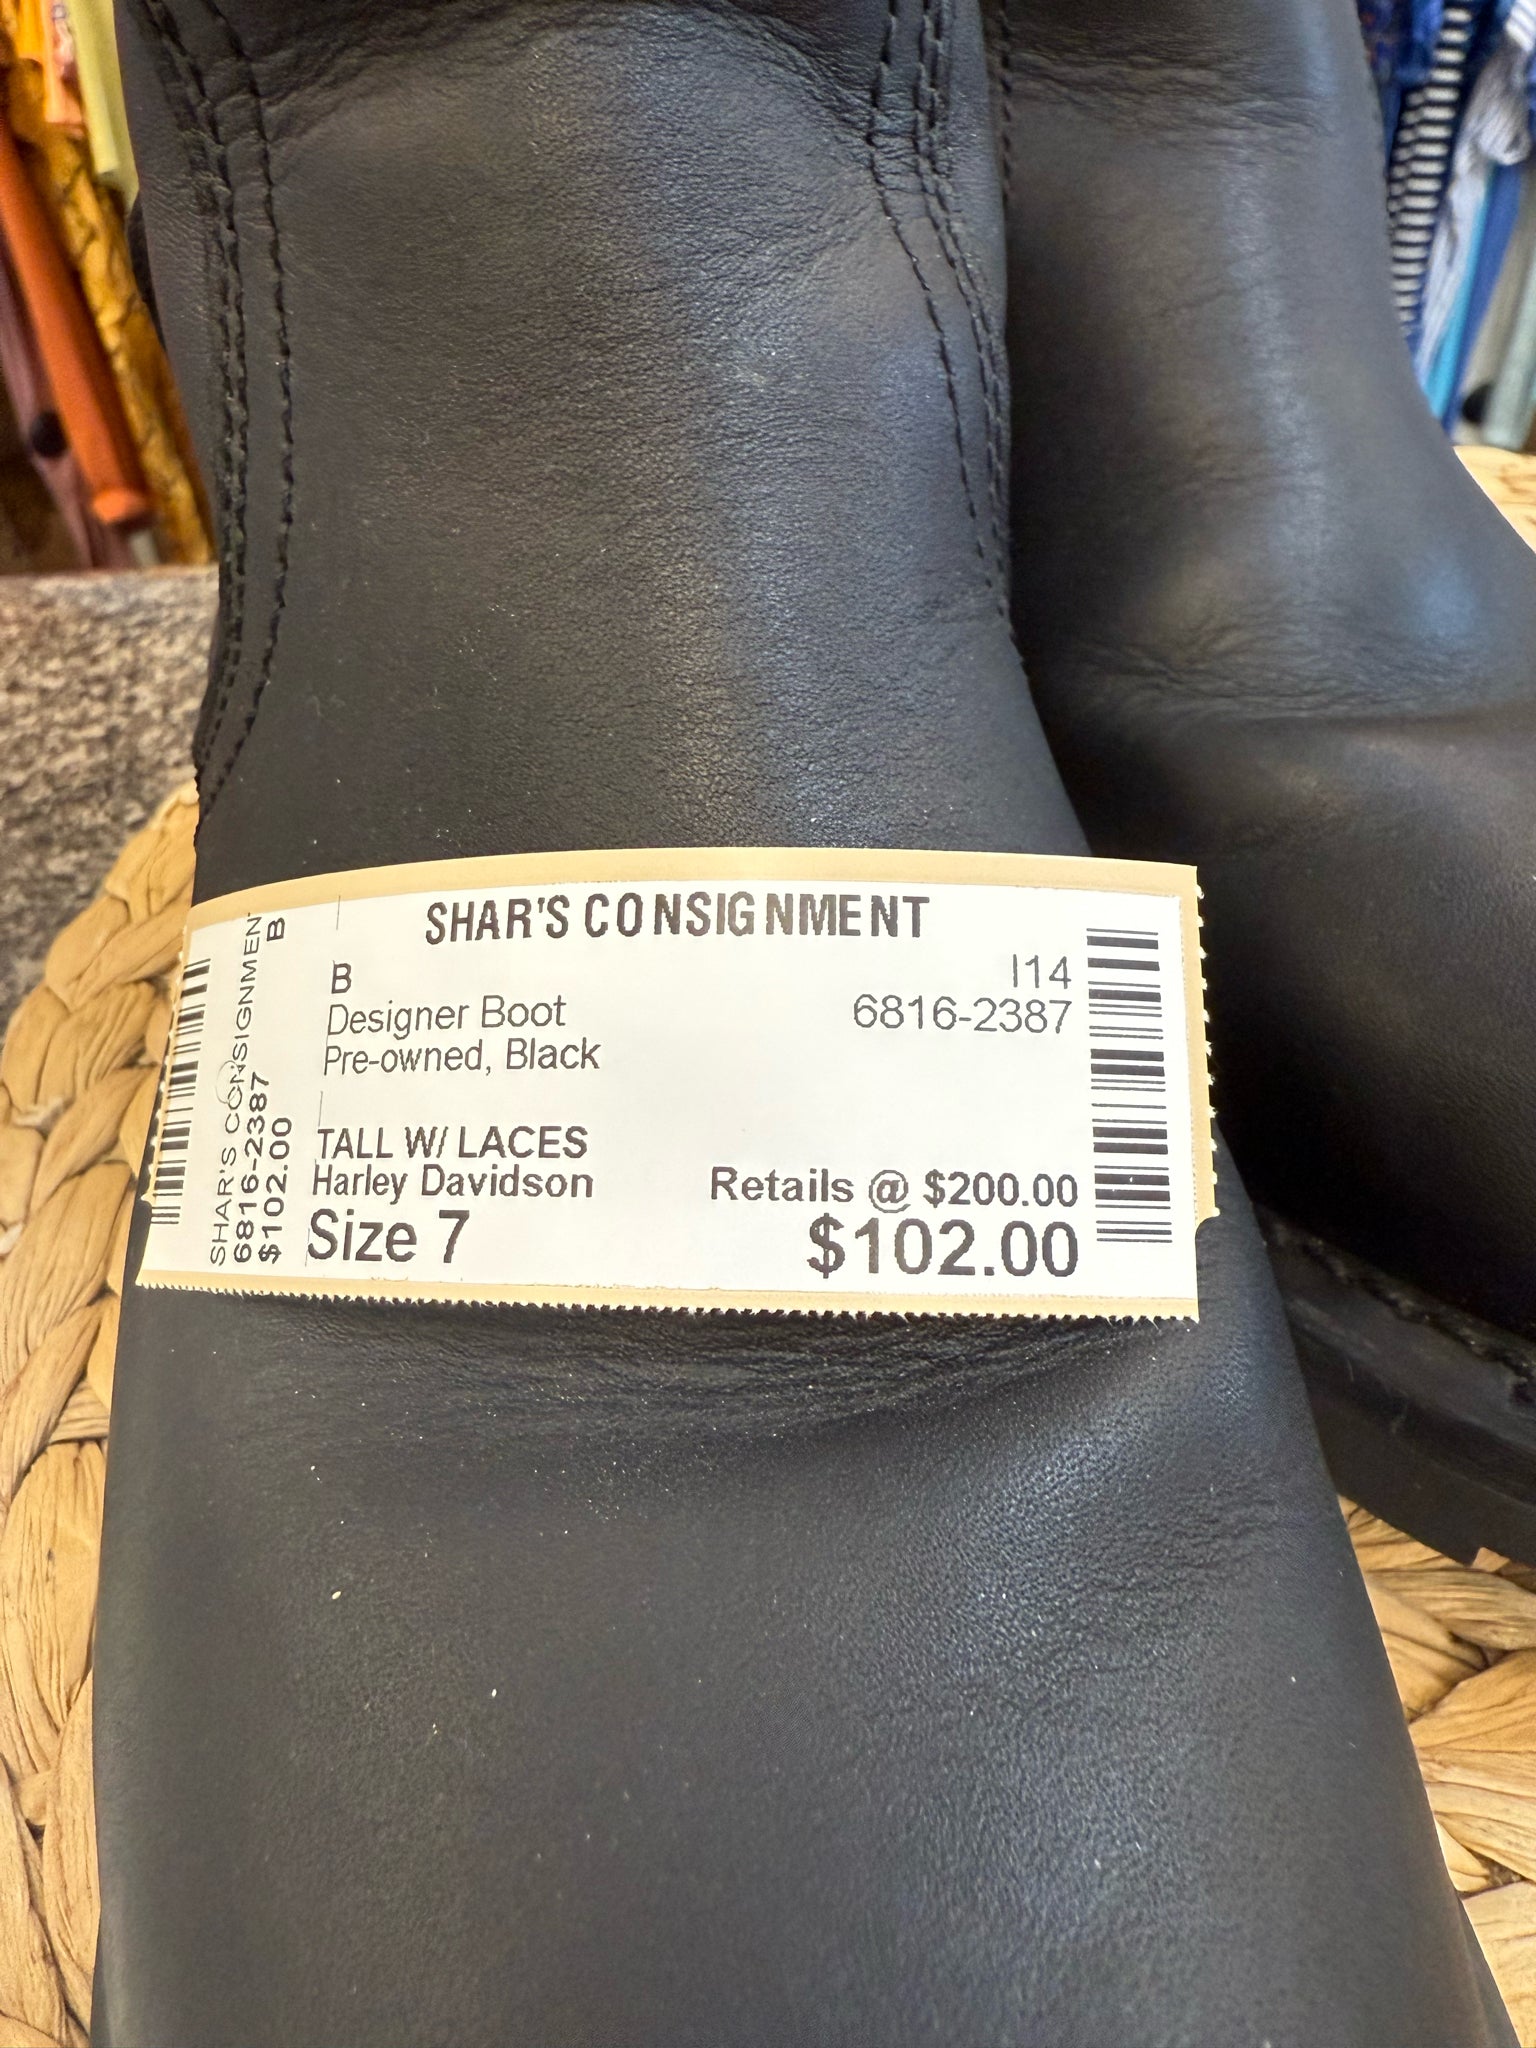 SHAR'S CONSIGNMENT
B
I14
Designer Boot
6816-2387
Pre-owned, Black
TALL W/ LACES
Harley Davidson
Retails @ $200.00
Size 7
$102.00
SHAR'S CONSIGNMEN
B
6816-2387
$102.00